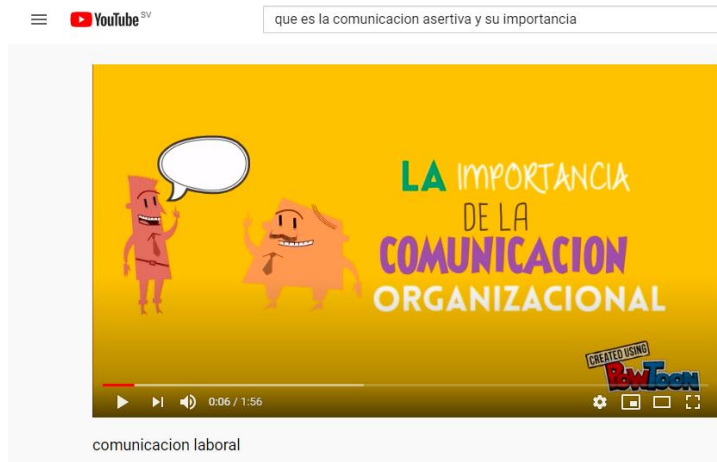 YouTube SV
que es la comunicacion asertiva y su importancia
LA IMPORTANCIA
DE LA
COMUNICACION
ORGANIZACIONAL
CREATED USING
POWTOON
0:06 / 1:56
comunicacion laboral